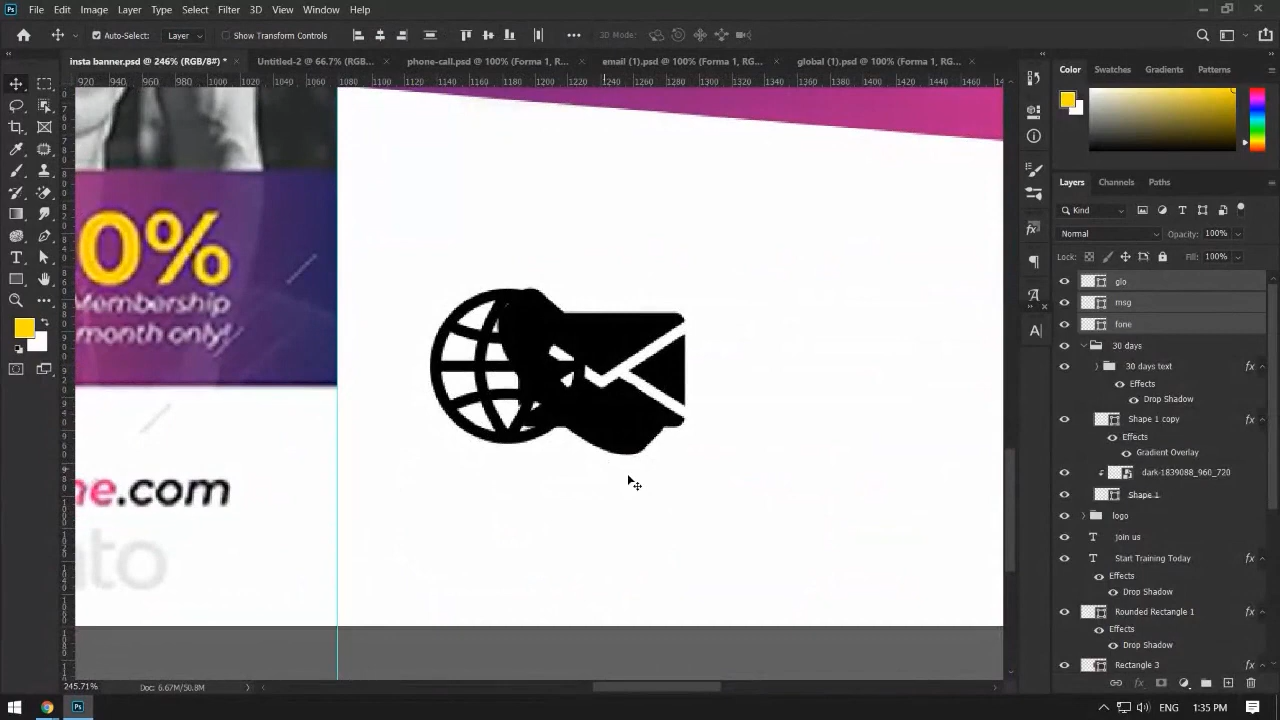 Ps File Edit Image Layer Type Select Filter 3D View Window Help
Auto-Select: Layer Show Transform Controls 3D Mode:
insta banner.psd @ 246% (RGB/8#) * Untitled-2 @ 66.7% (RGB... phone-call.psd @ 100% (Forma 1, R... email (1).psd @ 100% (Forma 1, RG... global (1).psd @ 100% (Forma 1, RG...
920 940 960 980 1000 1020 1040 1060 1080 1100 1120 1140 1160 1180 1200 1220 1240 1260 1280 1300 1320 1340 1360 1380 1400 1420 1440 1460 1480
Color Swatches Gradients Patterns
Layers Channels Paths
Kind
Normal Opacity: 100%
Lock: Fill: 100%
glo
msg
fone
30 days
30 days text fx
Effects
Drop Shadow
Shape 1 copy fx
Effects
Gradient Overlay
dark-1839088_960_720
Shape 1
logo
join us
Start Training Today fx
Effects
Drop Shadow
Rounded Rectangle 1 fx
Effects
Drop Shadow
Rectangle 3
0%
Membership
month only!
ne.com
nto
245.71% Doc: 6.67M/50.8M
ENG 1:35 PM